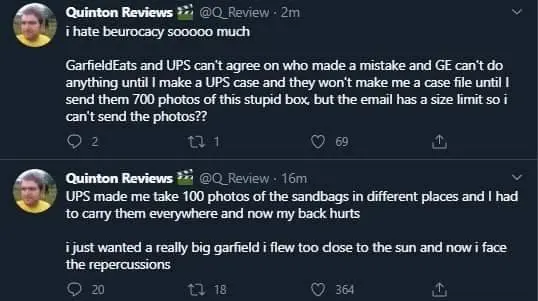 Quinton Reviews 🎬 @Q_Review · 2m
i hate beurocacy sooooo much
GarfieldEats and UPS can't agree on who made a mistake and GE can't do
anything until I make a UPS case and they won't make me a case file until I
send them 700 photos of this stupid box, but the email has a size limit so i
can't send the photos??
2 1 69
Quinton Reviews 🎬 @Q_Review · 16m
UPS made me take 100 photos of the sandbags in different places and I had
to carry them everywhere and now my back hurts
i just wanted a really big garfield i flew too close to the sun and now i face
the repercussions
20 18 364